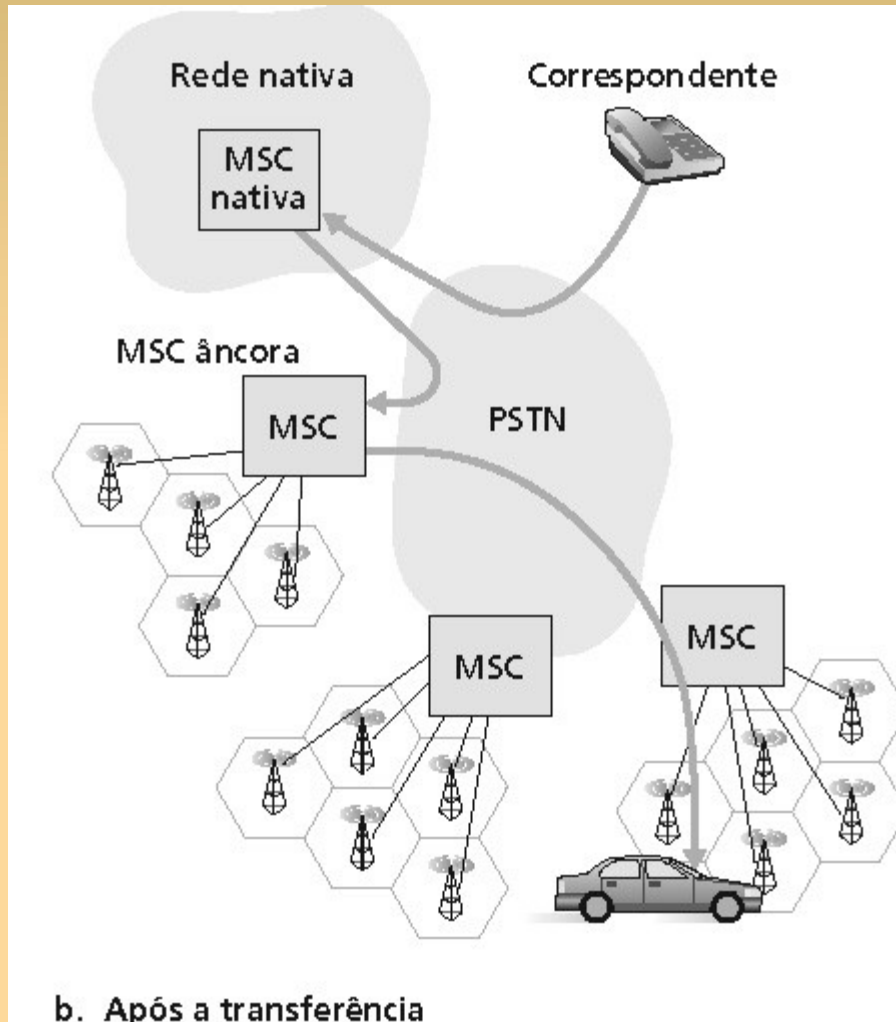 Rede nativa
Correspondente
MSC
nativa
MSC âncora
MSC
PSTN
MSC
MSC
b. Após a transferência